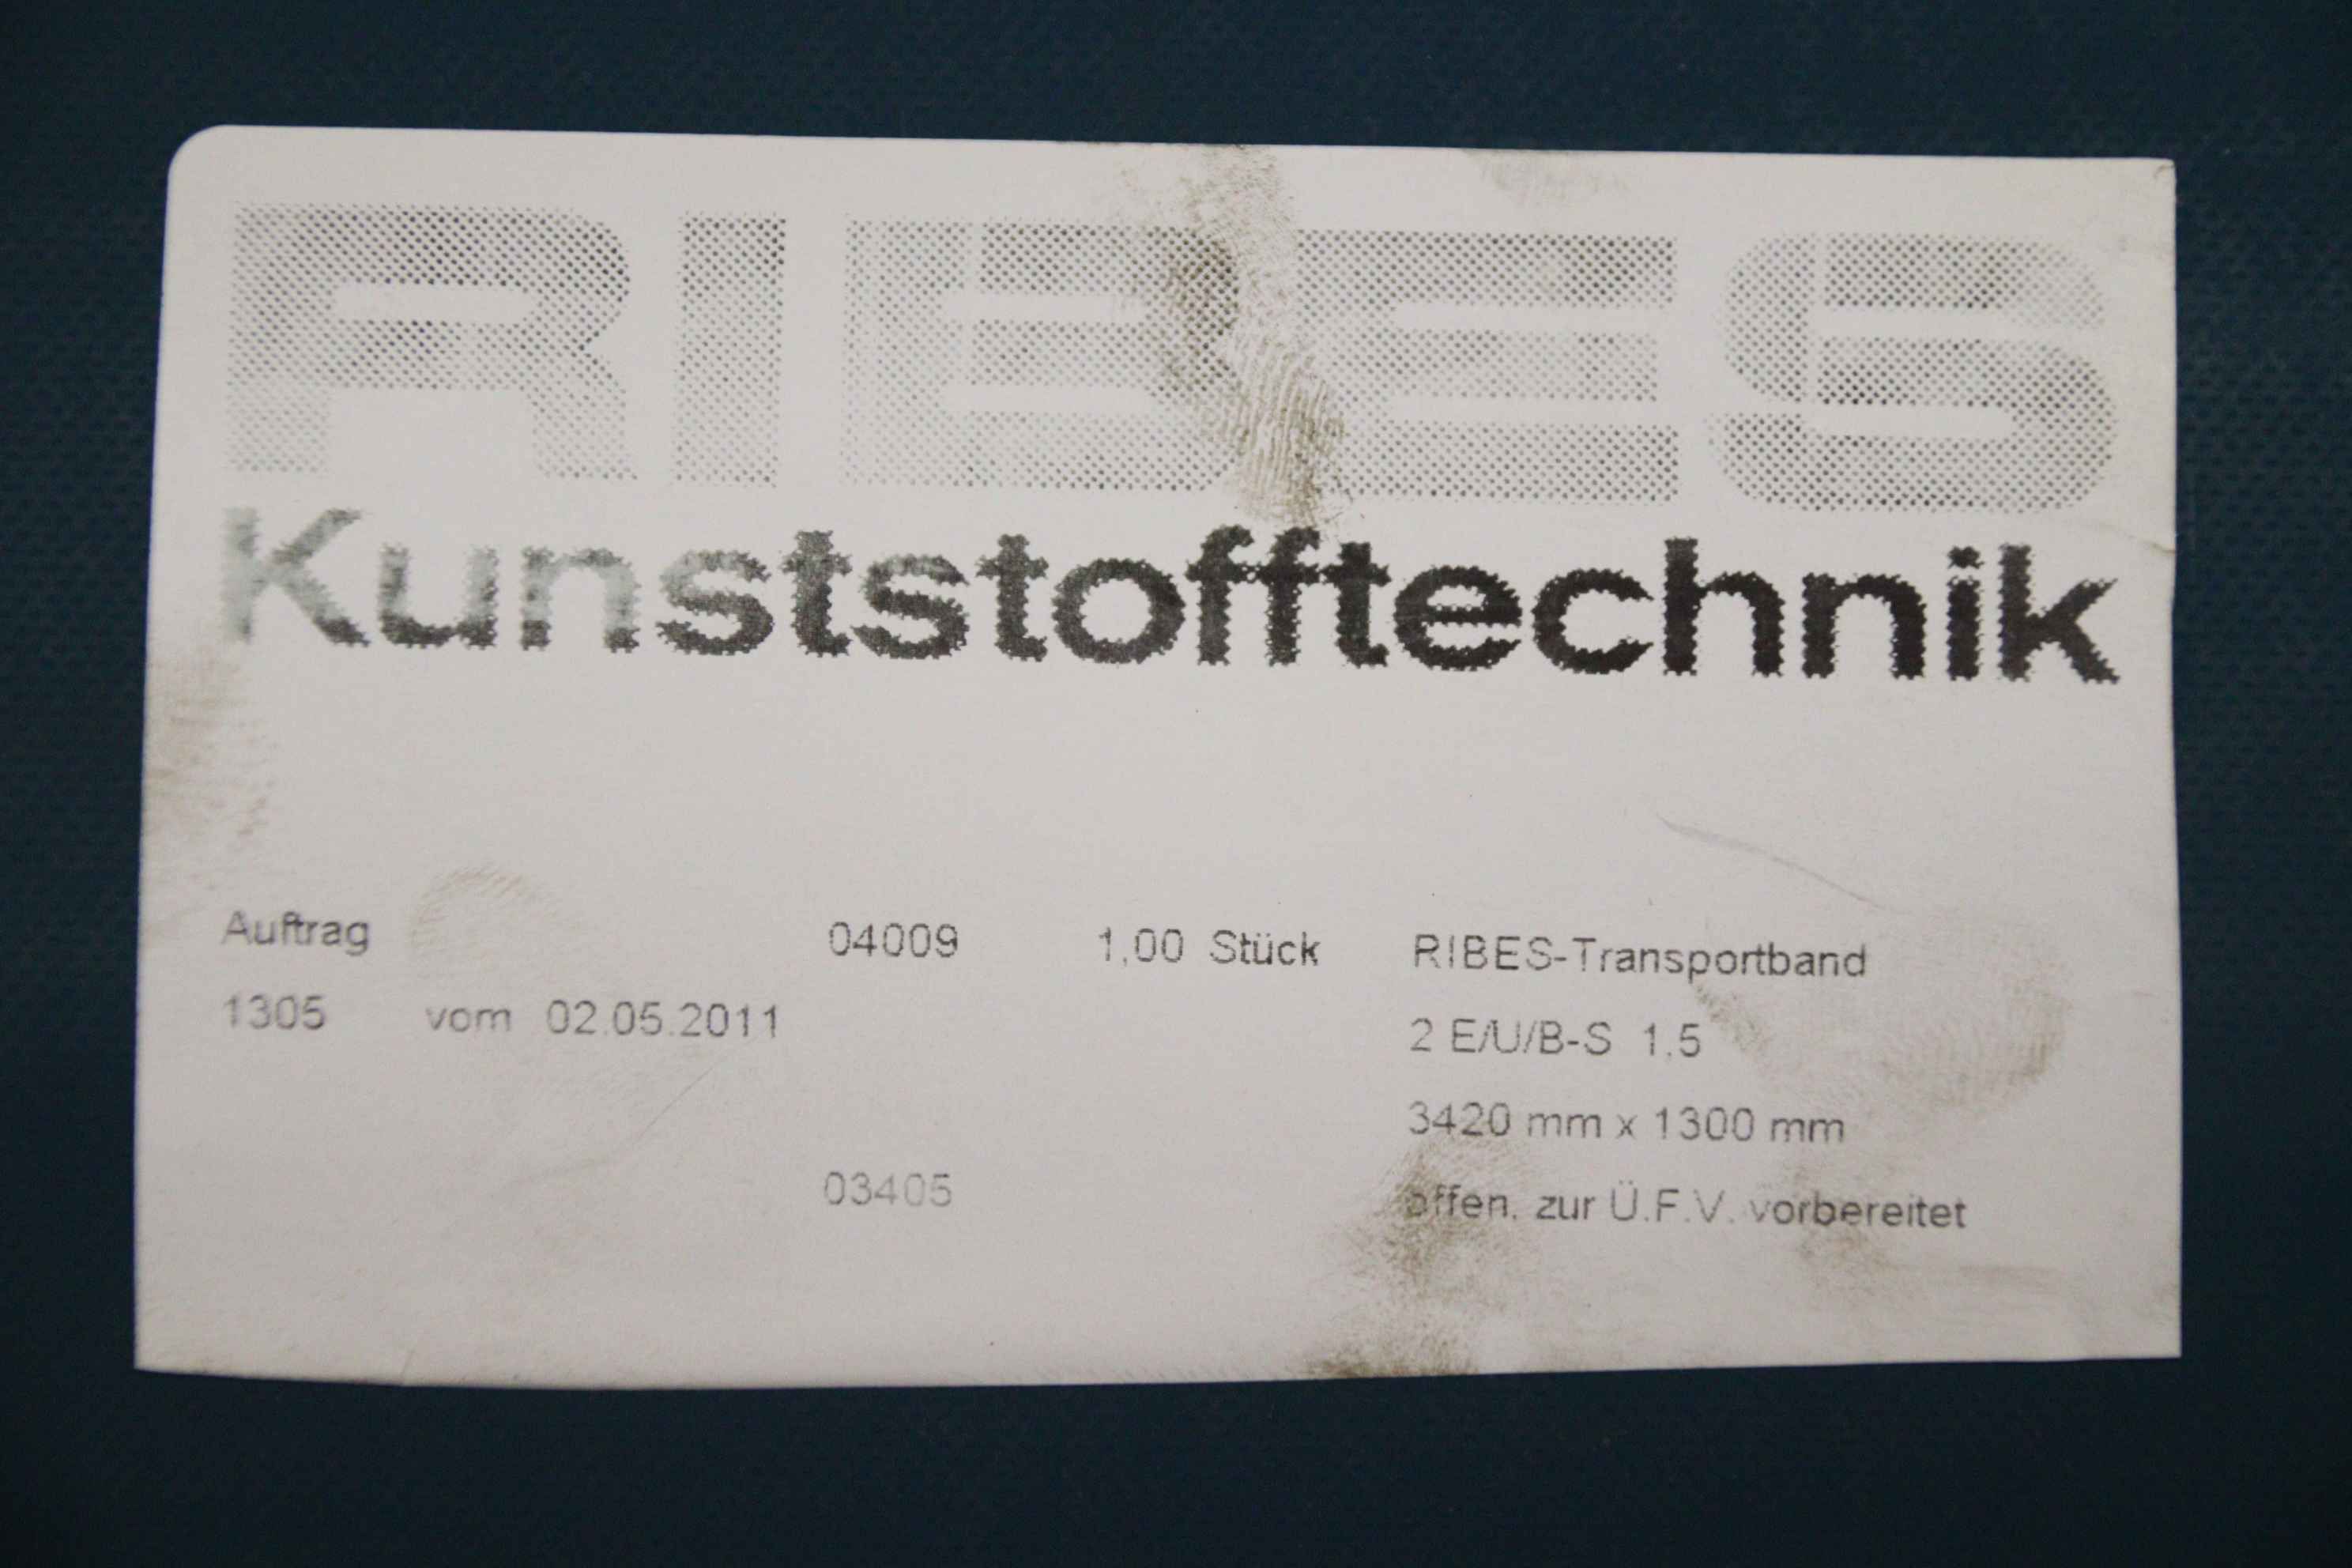 RIBES
Kunststofftechnik
Auftrag 04009 1,00 Stück RIBES-Transportband
1305 vom 02.05.2011 2 E/U/B-S 1,5
3420 mm x 1300 mm
03405 offen, zur Ü.F.V. vorbereitet